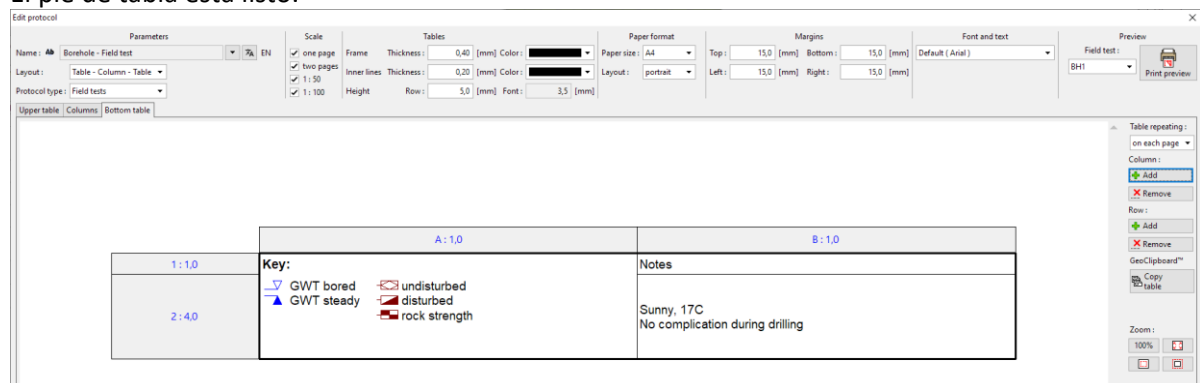 El pie de tabla está listo.
Edit protocol
Parameters Scale Tables Paper format Margins Font and text Preview
Name : Ab Borehole - Field test EN one page Frame Thickness : 0,40 [mm] Color : Paper size : A4 Top : 15,0 [mm] Bottom : 15,0 [mm] Default ( Arial ) Field test :
Layout : Table - Column - Table two pages Inner lines Thickness : 0,20 [mm] Color : Layout : portrait Left : 15,0 [mm] Right : 15,0 [mm] BH1 Print preview
1 : 50
Protocol type : Field tests 1 : 100 Height Row : 5,0 [mm] Font : 3,5 [mm]
Upper table Columns Bottom table
Table repeating :
on each page
Column :
Add
Remove
Row :
Add
Remove
GeoClipboard™
Copy
table
Zoom :
100%
A : 1,0 B : 1,0
1 : 1,0 Key: Notes
2 : 4,0
GWT bored undisturbed
GWT steady disturbed
rock strength
Sunny, 17C
No complication during drilling